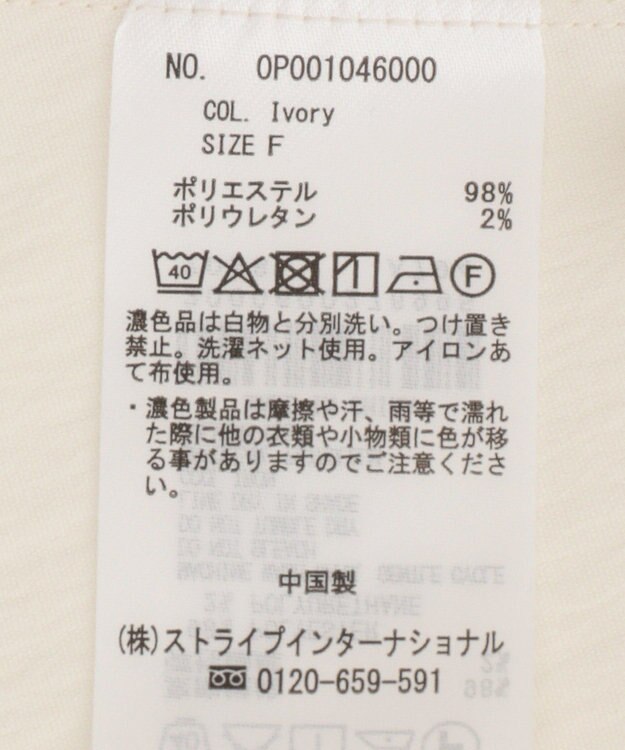 NO. 0P001046000
COL. Ivory
SIZE F
ポリエステル 98%
ポリウレタン 2%
40 F
濃色品は白物と分別洗い。つけ置き
禁止。洗濯ネット使用。アイロンあ
て布使用。
・濃色製品は摩擦や汗、雨等で濡れ
た際に他の衣類や小物類に色が移
る事がありますのでご注意くださ
い。
中国製
(株)ストライプインターナショナル
0120-659-591